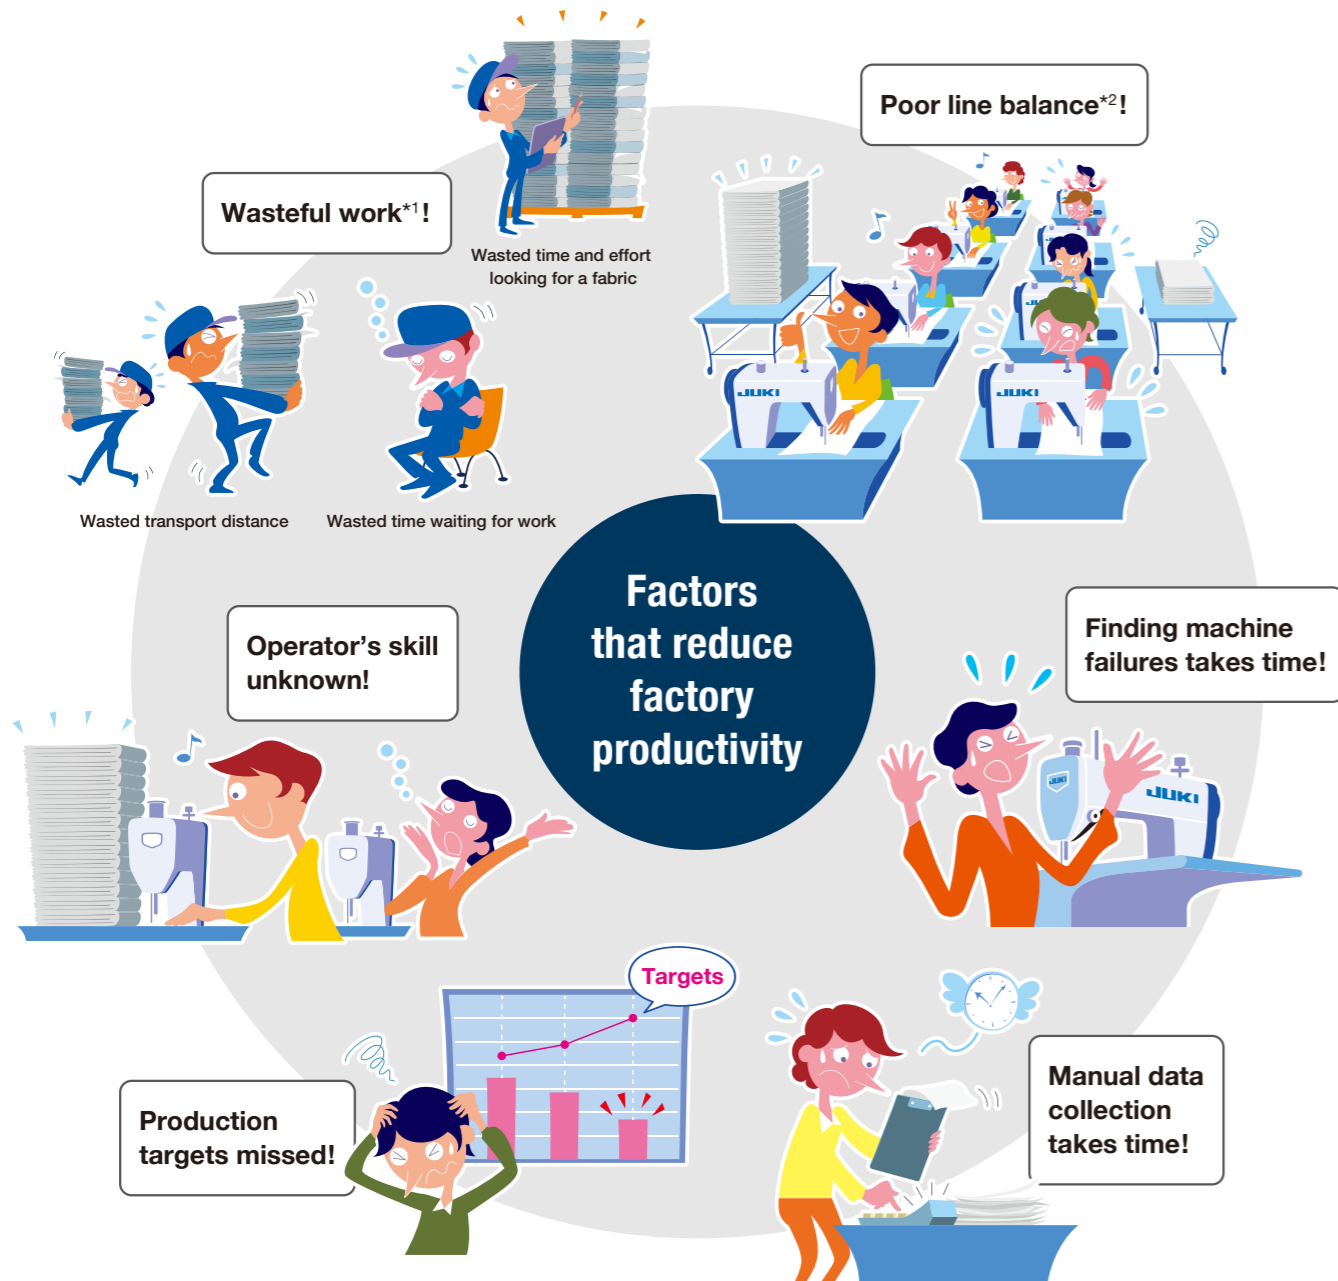 Poor line balance*2!
Wasteful work*1!
Wasted time and effort
looking for a fabric
Wasted transport distance
Wasted time waiting for work
JUKI
JUKI
Factors
that reduce
factory
productivity
Operator's skill
unknown!
Finding machine
failures takes time!
JUKI
JUKI
Targets
Production
targets missed!
Manual data
collection
takes time!